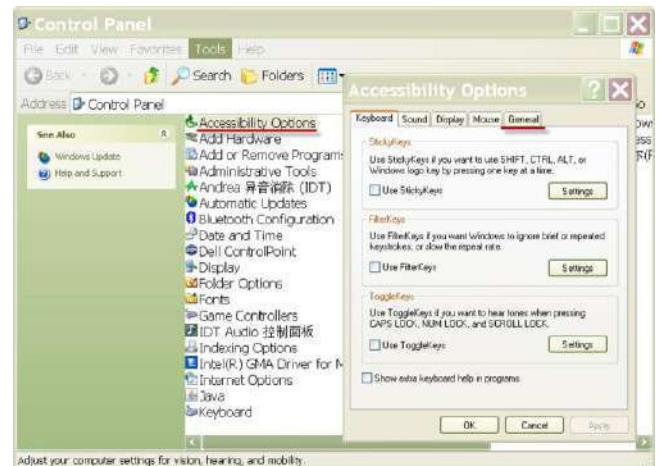 Control Panel
File Edit View Favorites Tools Help
Back Search Folders
Address Control Panel
See Also
Windows Update
Help and Support
Accessibility Options
Add Hardware
Add or Remove Program
Administrative Tools
Andrea 异音消除 (IDT)
Automatic Updates
Bluetooth Configuration
Date and Time
Dell ControlPoint
Display
Folder Options
Fonts
Game Controllers
IDT Audio 控制面板
Indexing Options
Intel(R) GMA Driver for M
Internet Options
Java
Keyboard
Accessibility Options
Keyboard Sound Display Mouse General
StickyKeys
Use StickyKeys if you want to use SHIFT, CTRL, ALT, or
Windows logo key by pressing one key at a time.
Use StickyKeys Settings
FilterKeys
Use FilterKeys if you want Windows to ignore brief or repeated
keystrokes, or slow the repeat rate.
Use FilterKeys Settings
ToggleKeys
Use ToggleKeys if you want to hear tones when pressing
CAPS LOCK, NUM LOCK, and SCROLL LOCK.
Use ToggleKeys Settings
Show extra keyboard help in programs
OK Cancel Apply
Adjust your computer settings for vision, hearing, and mobility.